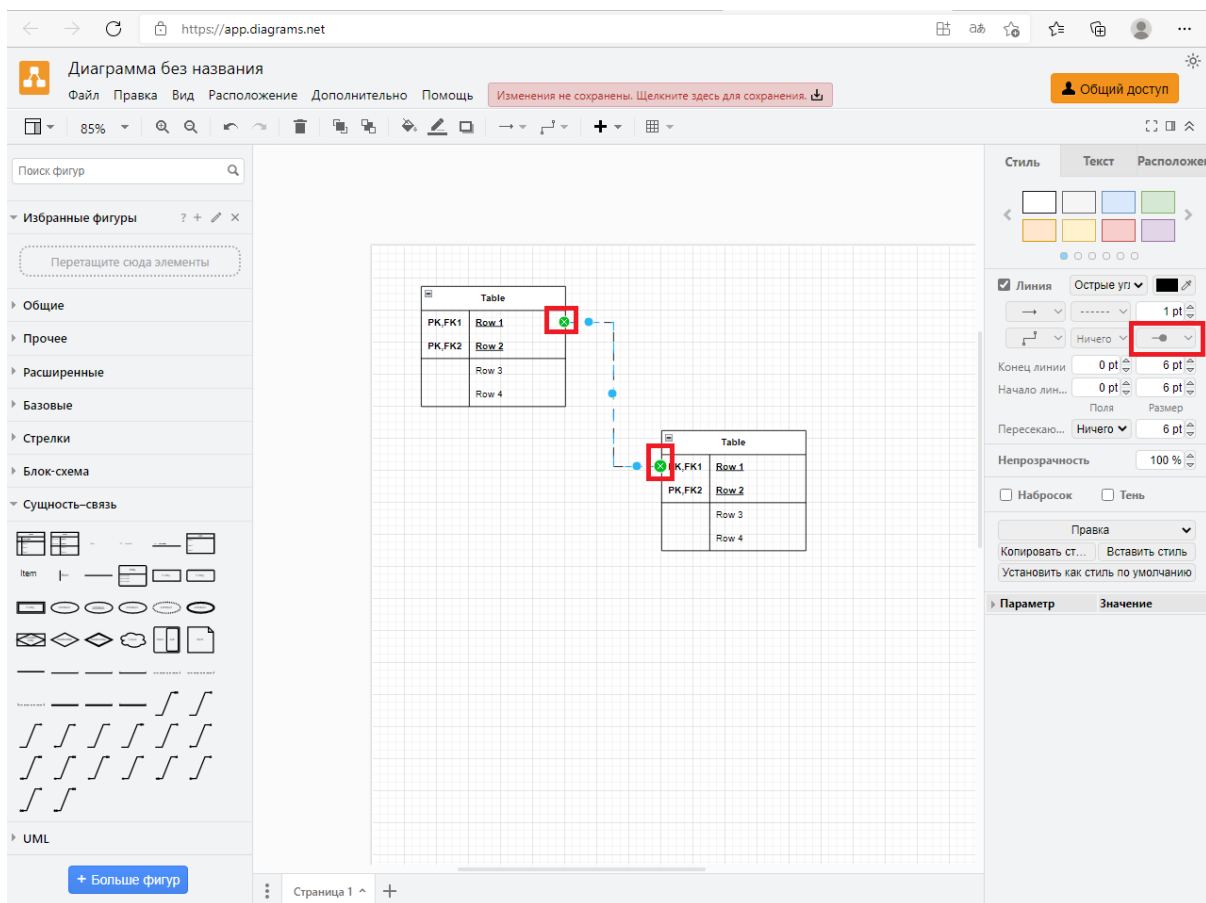 https://app.diagrams.net
Диаграмма без названия
Файл Правка Вид Расположение Дополнительно Помощь
Изменения не сохранены. Щелкните здесь для сохранения.
Общий доступ
85%
Поиск фигур
Избранные фигуры
Перетащите сюда элементы
Общие
Прочее
Расширенные
Базовые
Стрелки
Блок-схема
Сущность–связь
Item
UML
+ Больше фигур
Table
PK,FK1 Row 1
PK,FK2 Row 2
Row 3
Row 4
Table
PK,FK1 Row 1
PK,FK2 Row 2
Row 3
Row 4
Страница 1
Стиль Текст Расположе
Линия Острые угл
1 pt
Ничего
Конец линии 0 pt 6 pt
Начало лин... 0 pt 6 pt
Поля Размер
Пересекаю... Ничего 6 pt
Непрозрачность 100 %
Набросок Тень
Правка
Копировать ст... Вставить стиль
Установить как стиль по умолчанию
Параметр Значение